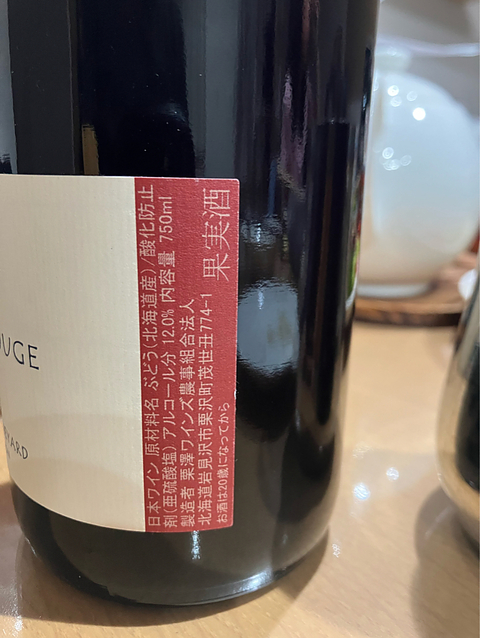 UGE
YARD
日本ワイン 原材料名 ぶどう(北海道産)/酸化防止
剤(亜硫酸塩)、アルコール分 12.0% 内容量 750ml
製造者 栗澤ワインズ農事組合法人
北海道岩見沢市栗沢町茂世丑774-1
お酒は20歳になってから
果実酒